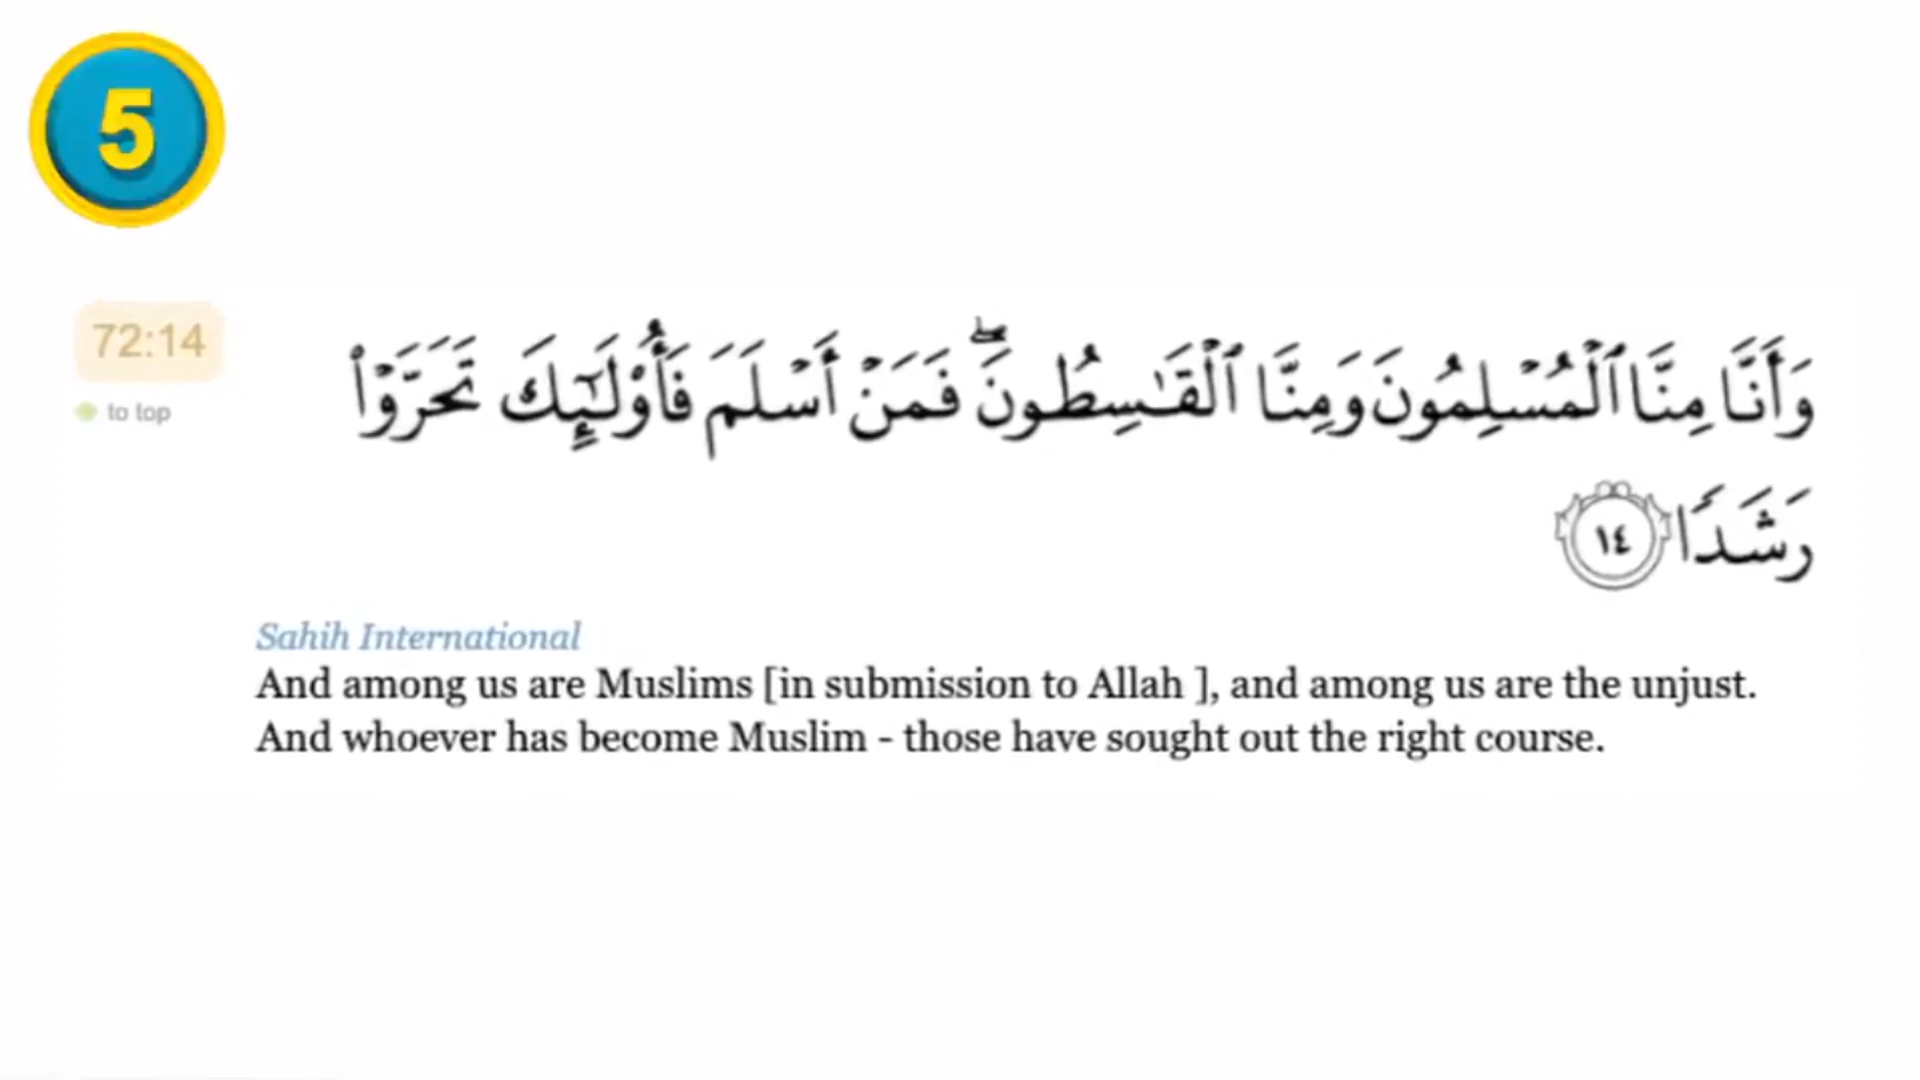 5
72:14
to top
وَأَنَّا مِنَّا ٱلْمُسْلِمُونَ وَمِنَّا ٱلْقَٰسِطُونَ ۖ فَمَنْ أَسْلَمَ فَأُو۟لَٰٓئِكَ تَحَرَّوْا۟
رَشَدًا ١٤
Sahih International
And among us are Muslims [in submission to Allah ], and among us are the unjust.
And whoever has become Muslim - those have sought out the right course.